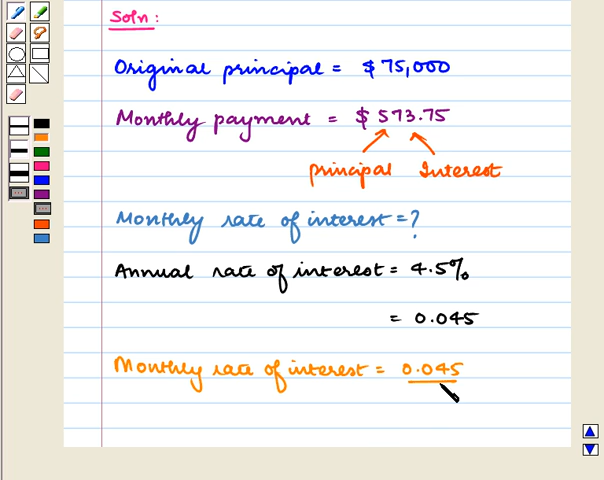 Soln:
Original principal = $75,000
Monthly payment = $573.75
principal Interest
Monthly rate of interest = ?
Annual rate of interest = 4.5%
= 0.045
Monthly rate of interest = 0.045